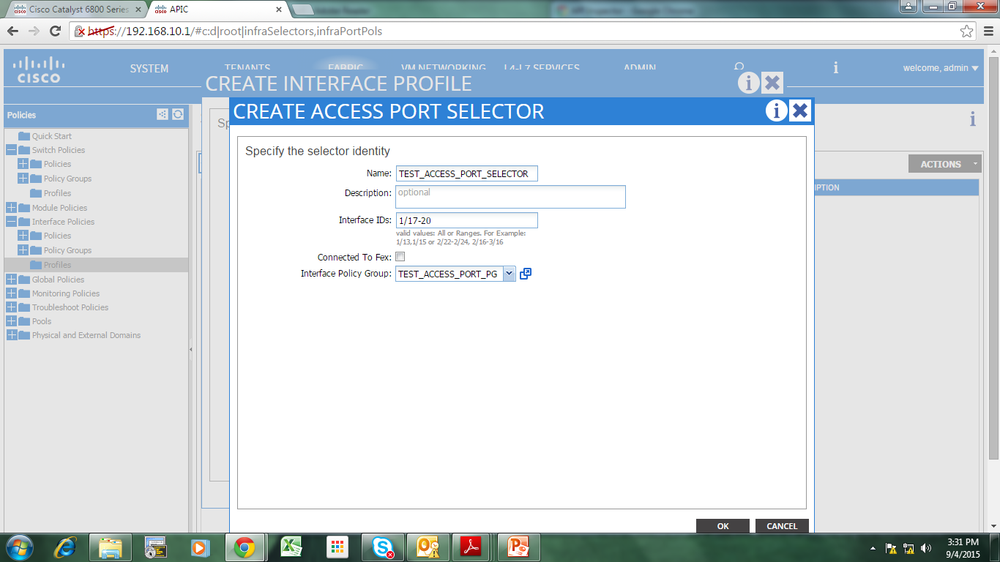 Cisco Catalyst 6800 Series
APIC
https://192.168.10.1/#c:d|root|infraSelectors,infraPortPols
CISCO
SYSTEM
TENANTS
FABRIC
VM NETWORKING
L4-L7 SERVICES
ADMIN
welcome, admin
CREATE INTERFACE PROFILE
CREATE ACCESS PORT SELECTOR
Policies
Quick Start
Switch Policies
Policies
Policy Groups
Profiles
Module Policies
Interface Policies
Policies
Policy Groups
Profiles
Global Policies
Monitoring Policies
Troubleshoot Policies
Pools
Physical and External Domains
Sp
ACTIONS
IPTION
Specify the selector identity
Name: TEST_ACCESS_PORT_SELECTOR
Description: optional
Interface IDs: 1/17-20
valid values: All or Ranges. For Example:
1/13,1/15 or 2/22-2/24, 2/16-3/16
Connected To Fex:
Interface Policy Group: TEST_ACCESS_PORT_PG
OK
CANCEL
3:31 PM
9/4/2015